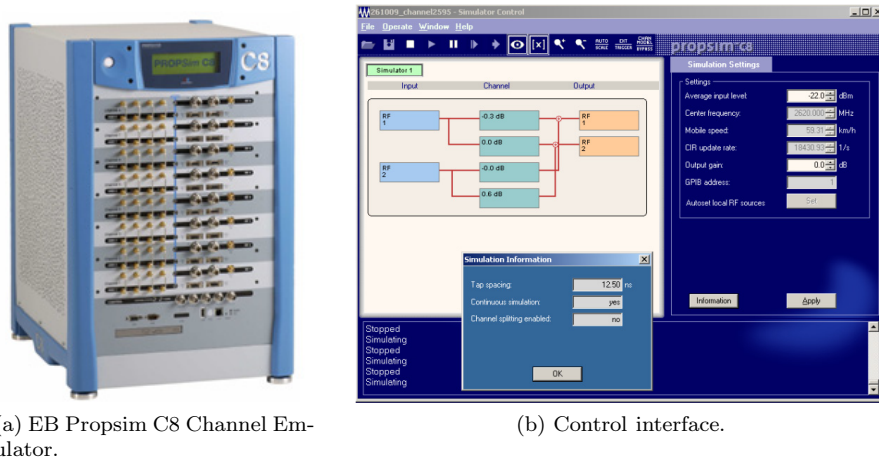 PROPSim C8
C8
261009_channel2595 - Simulator Control
File Operate Window Help
AUTO SCALE
EXT TRIGGER
CHAN MODEL BYPASS
propsim c8
Simulator 1
Input Channel Output
RF 1
-0.3 dB
RF 1
0.0 dB
RF 2
RF 2
-0.0 dB
0.6 dB
Simulation Settings
Settings
Average input level: -22.0 dBm
Center frequency: 2620.000 MHz
Mobile speed: 59.31 km/h
CIR update rate: 18430.93 1/s
Output gain: 0.0 dB
GPIB address: 1
Autoset local RF sources Set
Information Apply
Simulation Information
Tap spacing: 12.50 ns
Continuous simulation: yes
Channel splitting enabled: no
OK
Stopped
Simulating
Stopped
Simulating
Stopped
Simulating
(a) EB Propsim C8 Channel Em-
ulator.
(b) Control interface.